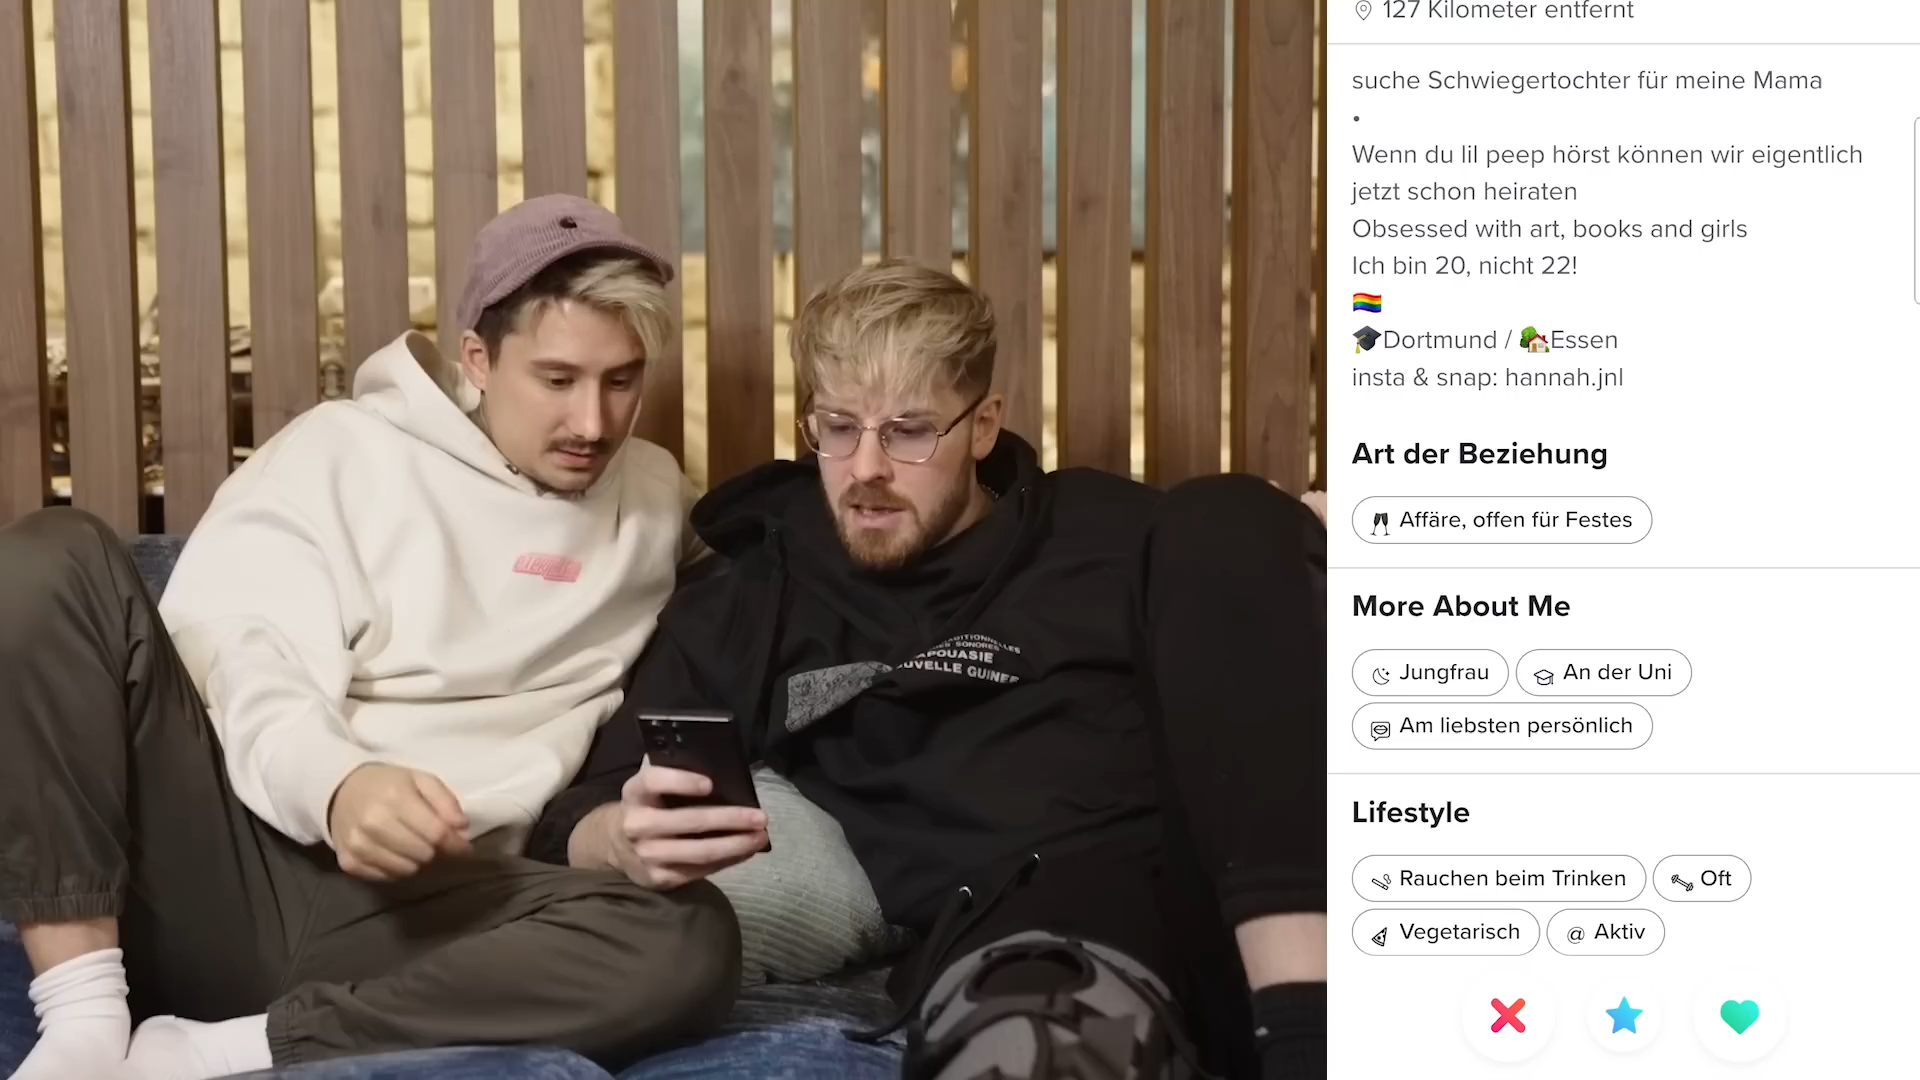 127 Kilometer entfernt
suche Schwiegertochter für meine Mama
•
Wenn du lil peep hörst können wir eigentlich
jetzt schon heiraten
Obsessed with art, books and girls
Ich bin 20, nicht 22!
🏳️‍🌈
🎓Dortmund / 🏡Essen
insta & snap: hannah.jnl
Art der Beziehung
Affäre, offen für Festes
More About Me
Jungfrau
An der Uni
Am liebsten persönlich
Lifestyle
Rauchen beim Trinken
Oft
Vegetarisch
@ Aktiv
SONORES
NUVELLE GUINEE